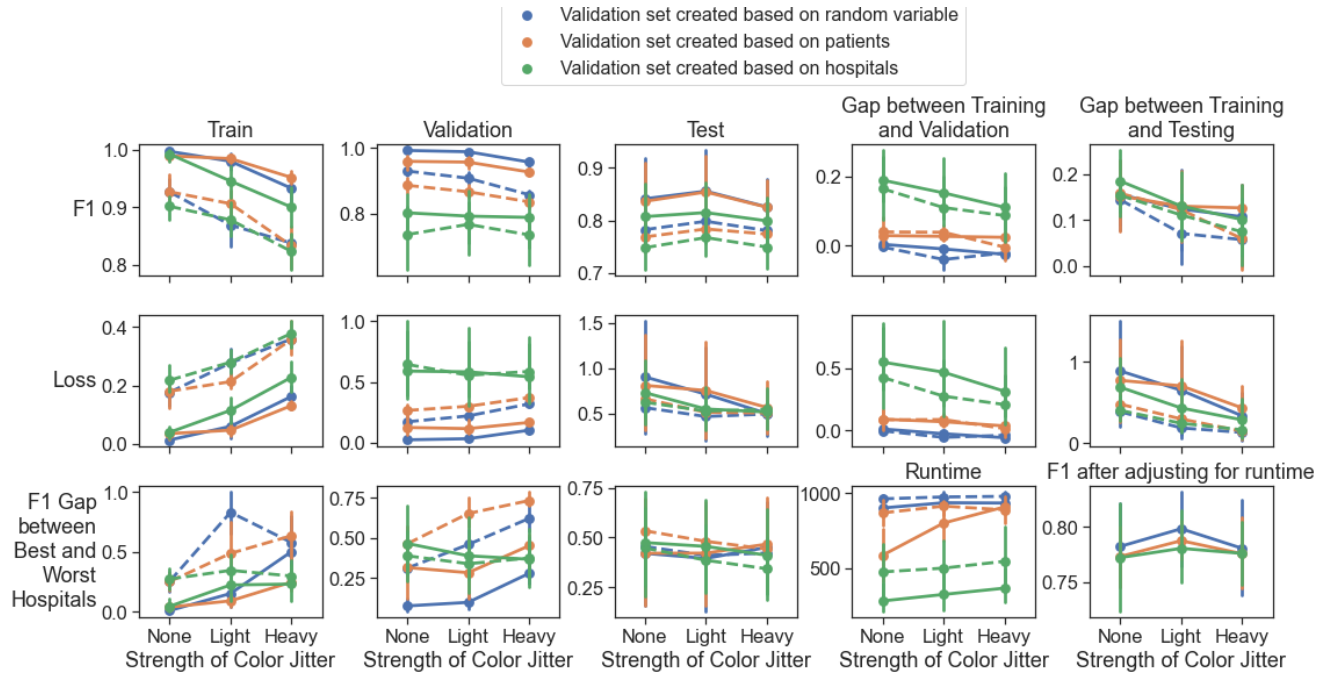 Validation set created based on random variable
Validation set created based on patients
Validation set created based on hospitals
Train
Validation
Test
Gap between Training
and Validation
Gap between Training
and Testing
F1
1.0
0.9
0.8
1.0
0.8
0.9
0.8
0.7
0.2
0.0
0.2
0.1
0.0
Loss
0.4
0.2
0.0
1.0
0.5
0.0
1.5
1.0
0.5
0.5
0.0
1
0
Runtime
F1 after adjusting for runtime
F1 Gap
between
Best and
Worst
Hospitals
1.0
0.5
0.0
0.75
0.50
0.25
0.75
0.50
0.25
1000
500
0.80
0.75
None Light Heavy
Strength of Color Jitter
None Light Heavy
Strength of Color Jitter
None Light Heavy
Strength of Color Jitter
None Light Heavy
Strength of Color Jitter
None Light Heavy
Strength of Color Jitter